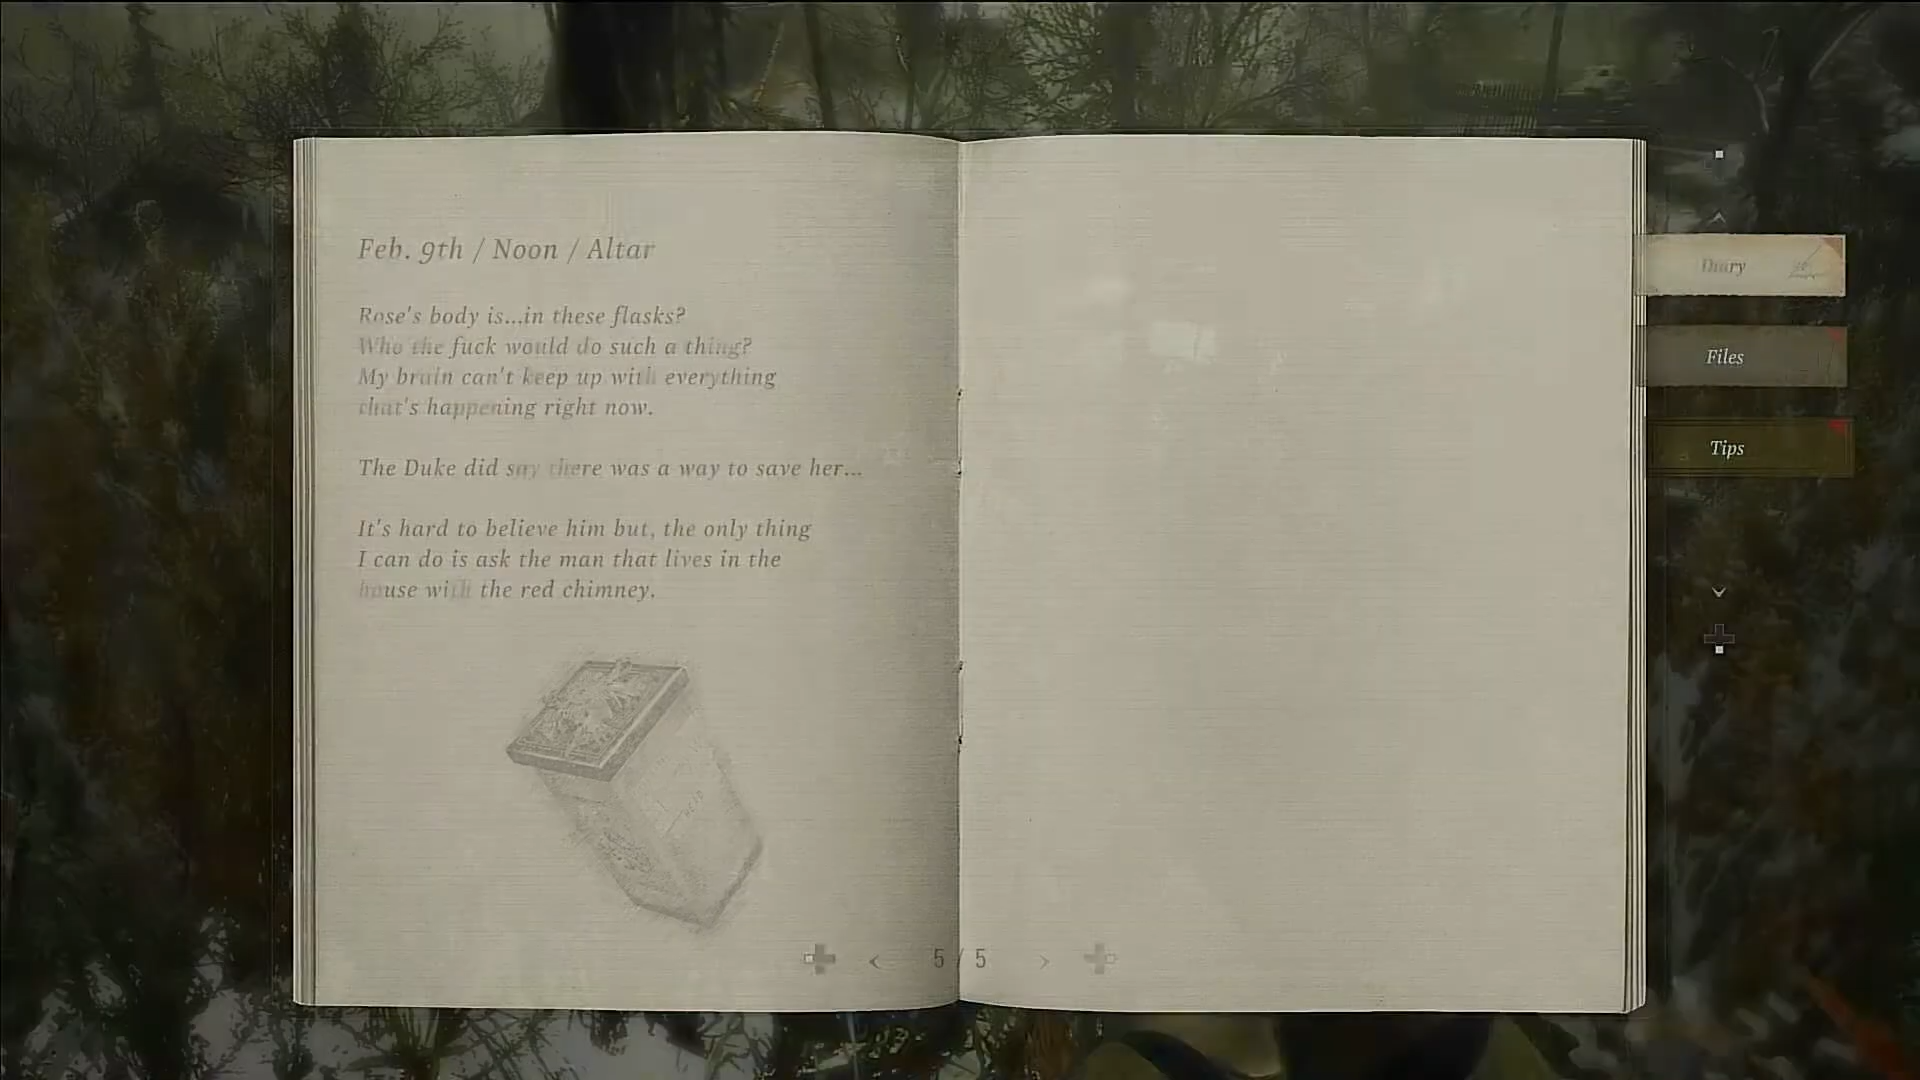 Feb. 9th / Noon / Altar
Rose's body is...in these flasks?
Who the fuck would do such a thing?
My brain can't keep up with everything
that's happening right now.
The Duke did say there was a way to save her...
It's hard to believe him but, the only thing
I can do is ask the man that lives in the
house with the red chimney.
HEAD
5 / 5
Diary
Files
Tips